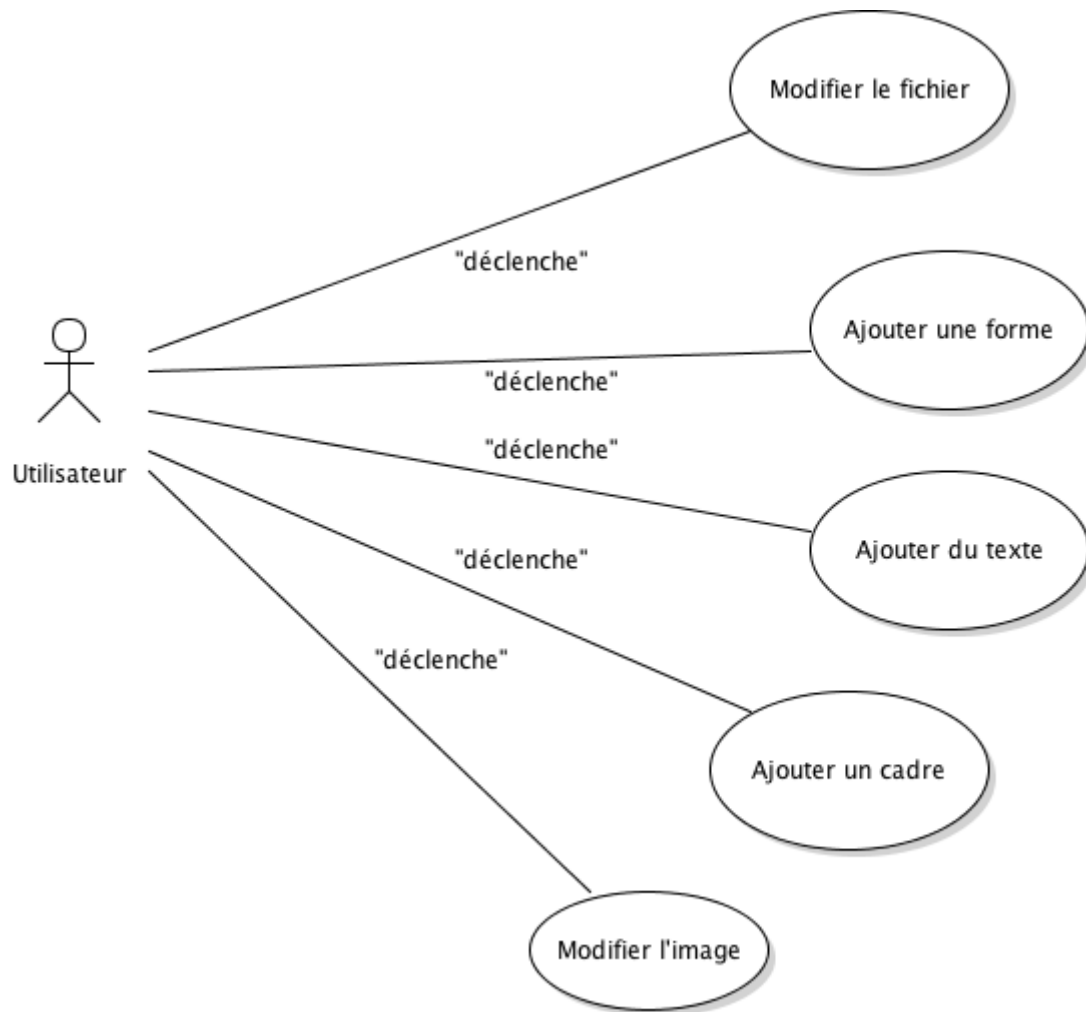 Modifier le fichier
"déclenche"
Ajouter une forme
"déclenche"
"déclenche"
Utilisateur
Ajouter du texte
"déclenche"
"déclenche"
Ajouter un cadre
Modifier l'image